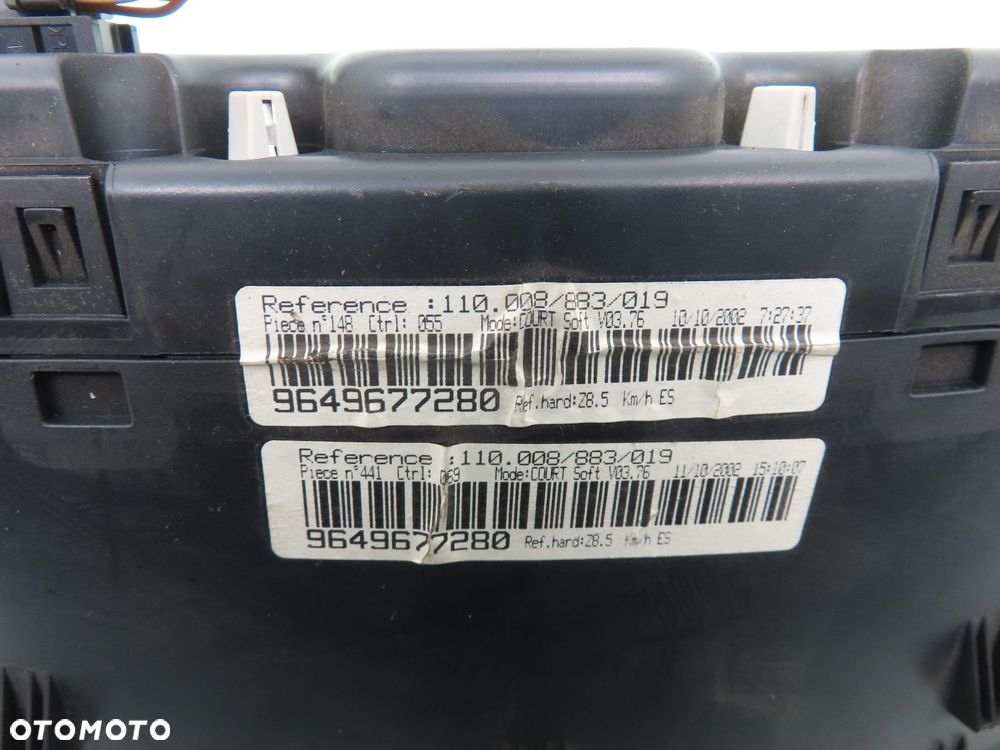 Reference :110.008/883/019
Piece n°148 Ctrl: 055 Mode:COURT Soft V03.76 10/10/2002 7:27:37
9649677280 Ref.hard:Z8.5 Km/h ES
Reference :110.008/883/019
Piece n°441 Ctrl: 069 Mode:COURT Soft V03.76 11/10/2002 15:10:07
9649677280 Ref.hard:Z8.5 Km/h ES
OTOMOTO